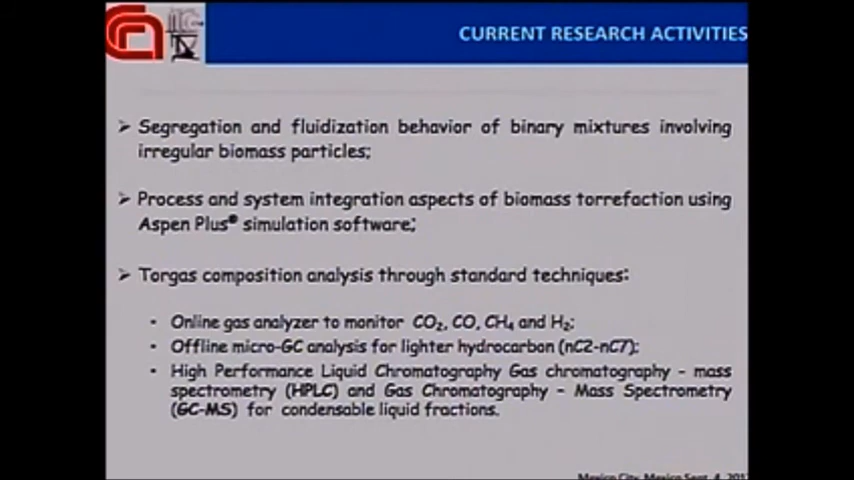 CURRENT RESEARCH ACTIVITIES
➢ Segregation and fluidization behavior of binary mixtures involving
irregular biomass particles;
➢ Process and system integration aspects of biomass torrefaction using
Aspen Plus® simulation software;
➢ Torgas composition analysis through standard techniques:
• Online gas analyzer to monitor CO₂, CO, CH₄ and H₂;
• Offline micro-GC analysis for lighter hydrocarbon (nC2-nC7);
• High Performance Liquid Chromatography Gas chromatography - mass
spectrometry (HPLC) and Gas Chromatography - Mass Spectrometry
(GC-MS) for condensable liquid fractions.
Mexico City, Mexico Sept. 4, 201